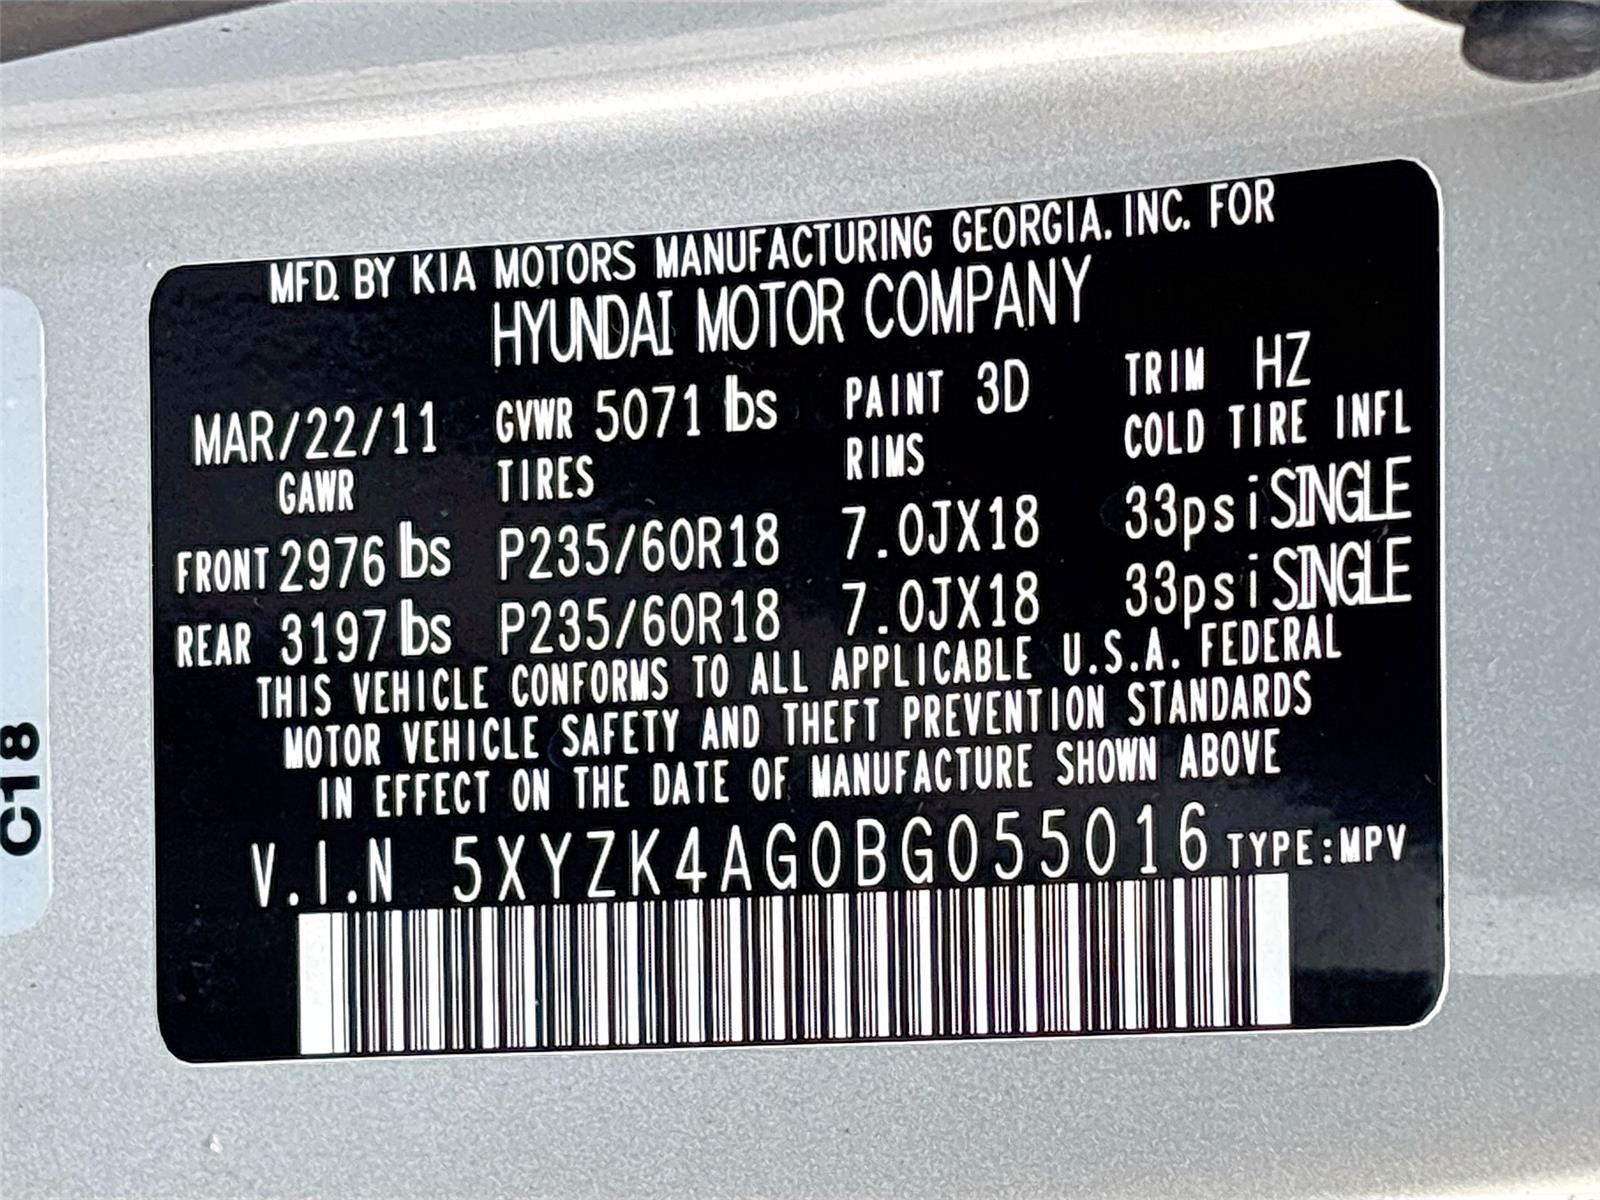 MFD. BY KIA MOTORS MANUFACTURING GEORGIA. INC. FOR
HYUNDAI MOTOR COMPANY
MAR/22/11 GVWR 5071 lbs PAINT 3D TRIM HZ
GAWR TIRES RIMS COLD TIRE INFL
FRONT 2976 lbs P235/60R18 7.0JX18 33psi SINGLE
REAR 3197 lbs P235/60R18 7.0JX18 33psi SINGLE
THIS VEHICLE CONFORMS TO ALL APPLICABLE U.S.A. FEDERAL
MOTOR VEHICLE SAFETY AND THEFT PREVENTION STANDARDS
IN EFFECT ON THE DATE OF MANUFACTURE SHOWN ABOVE
V.I.N 5XYZK4AG0BG055016 TYPE:MPV
C18